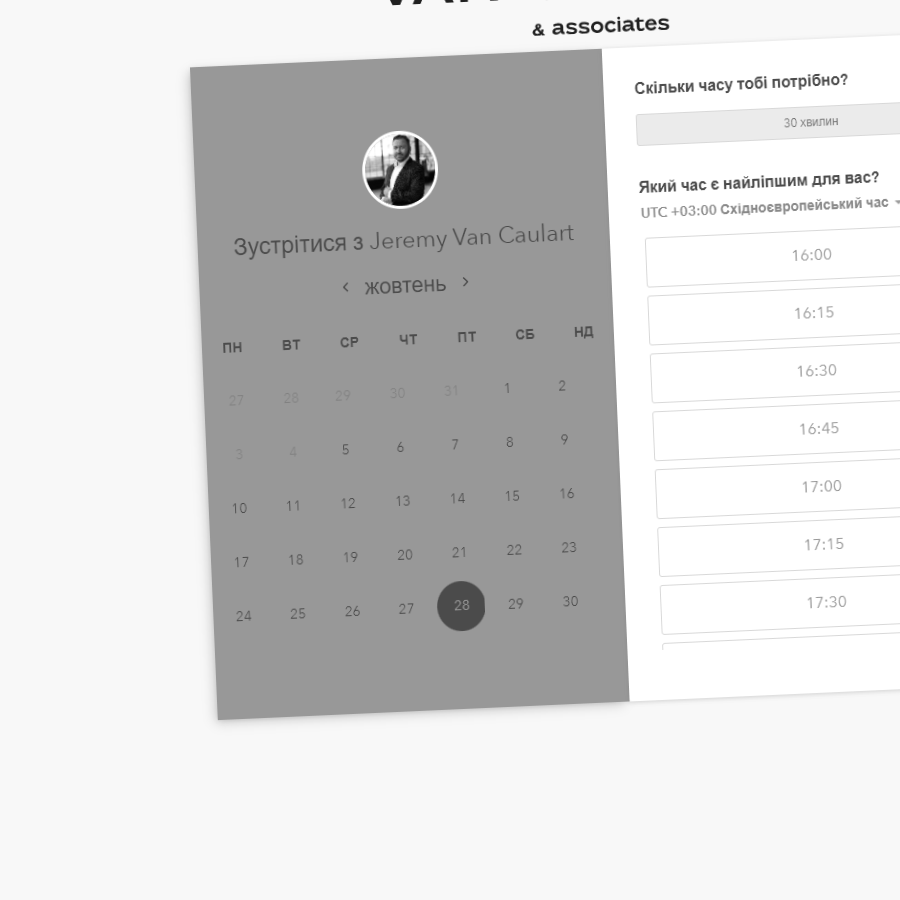 & associates
Зустрітися з Jeremy Van Caulart
‹ жовтень ›
ПН ВТ СР ЧТ ПТ СБ НД
27 28 29 30 31 1 2
3 4 5 6 7 8 9
10 11 12 13 14 15 16
17 18 19 20 21 22 23
24 25 26 27 28 29 30
Скільки часу тобі потрібно?
30 хвилин
Який час є найліпшим для вас?
UTC +03:00 Східноєвропейський час
16:00
16:15
16:30
16:45
17:00
17:15
17:30